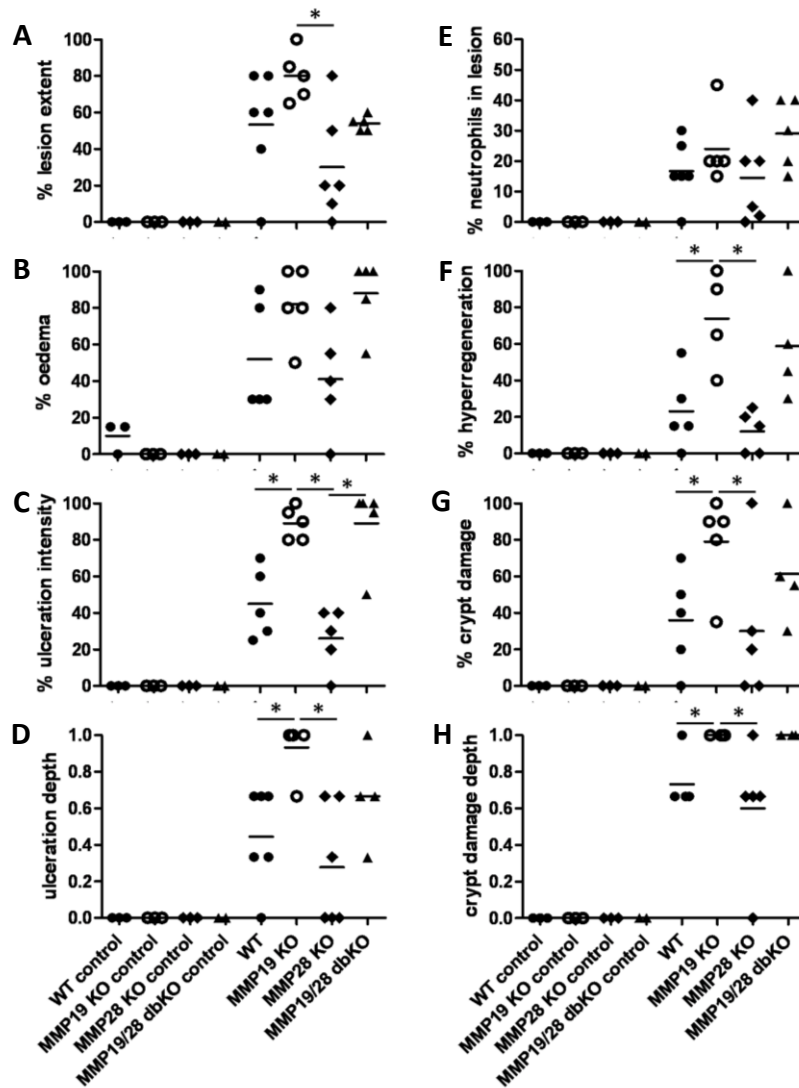 A
% lesion extent
100
80
60
40
20
0
*
B
% oedema
100
80
60
40
20
0
C
% ulceration intensity
100
80
60
40
20
0
* * *
D
ulceration depth
1.0
0.8
0.6
0.4
0.2
0.0
* *
WT control
MMP19 KO control
MMP28 KO control
MMP19/28 dbKO control
WT
MMP19 KO
MMP28 KO
MMP19/28 dbKO
E
% neutrophils in lesion
60
50
40
30
20
10
0
F
% hyperregeneration
100
80
60
40
20
0
* *
G
% crypt damage
100
80
60
40
20
0
* *
H
crypt damage depth
1.0
0.8
0.6
0.4
0.2
0.0
* *
WT control
MMP19 KO control
MMP28 KO control
MMP19/28 dbKO control
WT
MMP19 KO
MMP28 KO
MMP19/28 dbKO